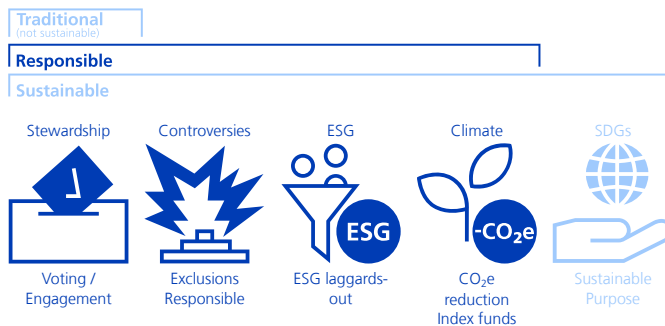 Traditional
(not sustainable)
Responsible
Sustainable
Stewardship
Controversies
ESG
Climate
SDGs
ESG
-CO₂e
Voting /
Engagement
Exclusions
Responsible
ESG laggards-
out
CO₂e
reduction
Index funds
Sustainable
Purpose